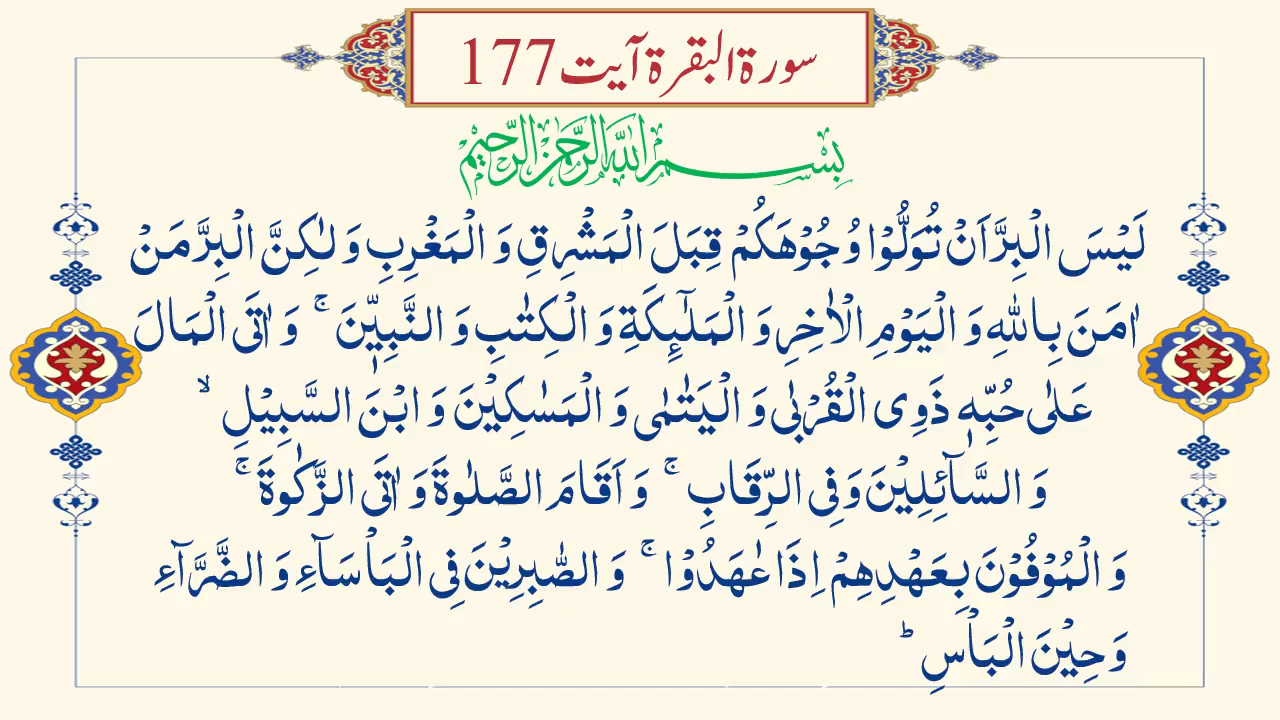 سورۃ البقرۃ آیت 177
بِسْمِ اللهِ الرَّحْمٰنِ الرَّحِيْمِ
لَيْسَ الْبِرَّ اَنْ تُوَلُّوْا وُجُوْهَكُمْ قِبَلَ الْمَشْرِقِ وَ الْمَغْرِبِ وَ لٰكِنَّ الْبِرَّ مَنْ
اٰمَنَ بِاللهِ وَ الْيَوْمِ الْاٰخِرِ وَ الْمَلٰٓئِكَةِ وَ الْكِتٰبِ وَ النَّبِيّٖنَ ۚ وَ اٰتَى الْمَالَ
عَلٰى حُبِّهٖ ذَوِى الْقُرْبٰى وَ الْيَتٰمٰى وَ الْمَسٰكِيْنَ وَ ابْنَ السَّبِيْلِ ۙ
وَ السَّآئِلِيْنَ وَ فِى الرِّقَابِ ۚ وَ اَقَامَ الصَّلٰوةَ وَ اٰتَى الزَّكٰوةَ ۚ
وَ الْمُوْفُوْنَ بِعَهْدِهِمْ اِذَا عٰهَدُوْا ۚ وَ الصّٰبِرِيْنَ فِى الْبَاْسَآءِ وَ الضَّرَّآءِ
وَ حِيْنَ الْبَاْسِ ؕ